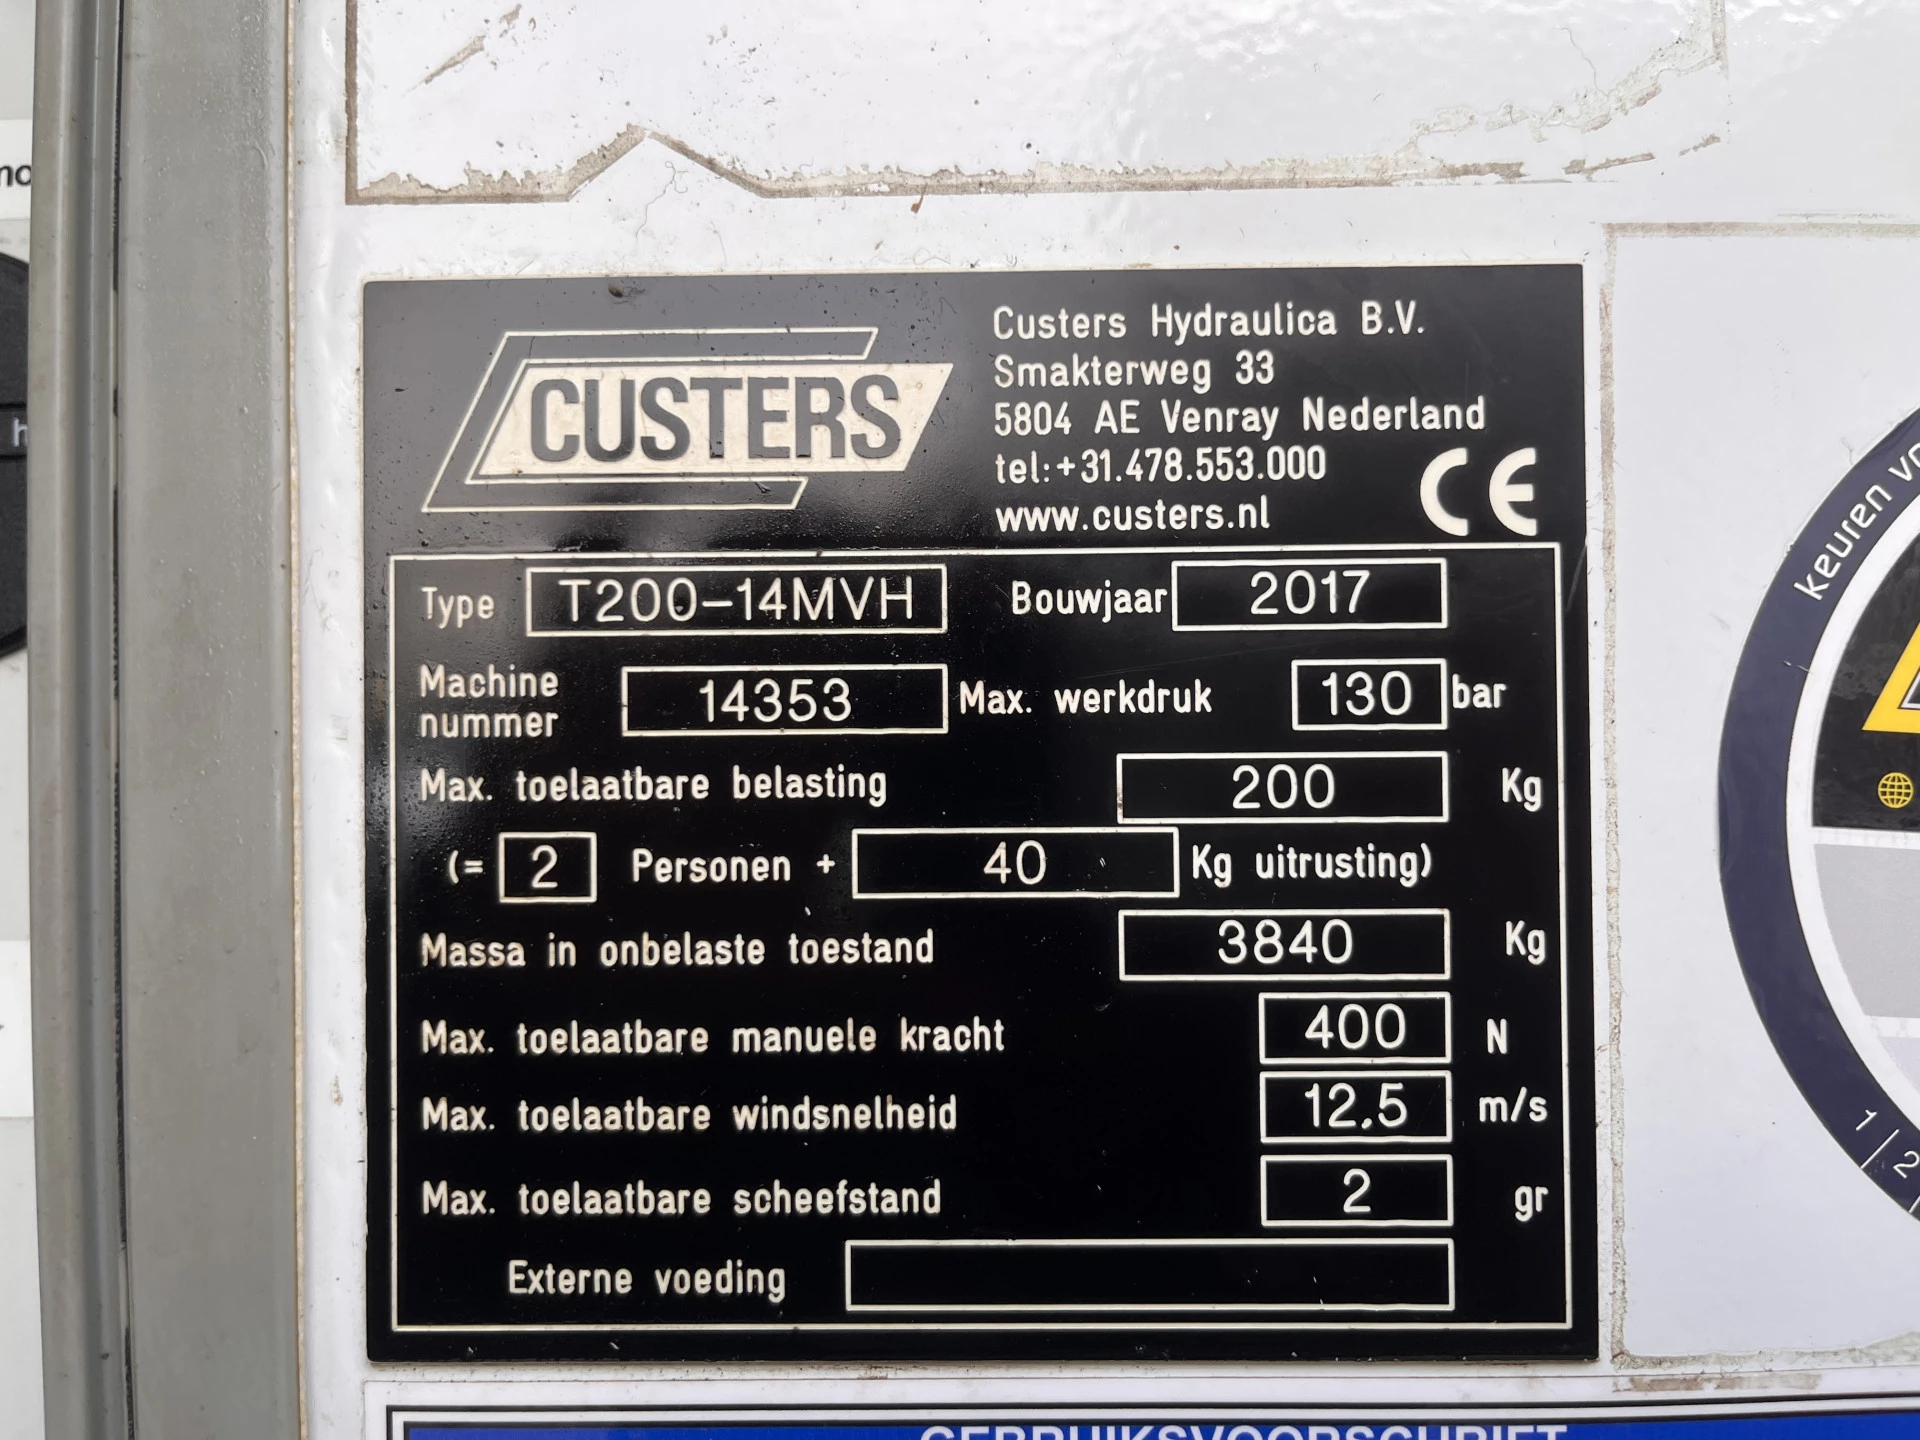 CUSTERS
Custers Hydraulica B.V.
Smakterweg 33
5804 AE Venray Nederland
tel:+31.478.553.000
www.custers.nl
CE
Type T200-14MVH Bouwjaar 2017
Machine nummer 14353 Max. werkdruk 130 bar
Max. toelaatbare belasting 200 Kg
(= 2 Personen + 40 Kg uitrusting)
Massa in onbelaste toestand 3840 Kg
Max. toelaatbare manuele kracht 400 N
Max. toelaatbare windsnelheid 12.5 m/s
Max. toelaatbare scheefstand 2 gr
Externe voeding
keuren
1 2
GEBRUIKSVOORSCHRIFT